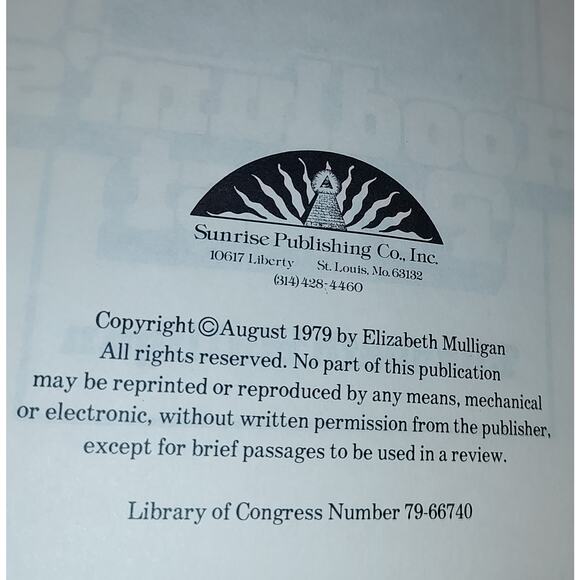 Sunrise Publishing Co., Inc.
10617 Liberty St. Louis, Mo. 63132
(314) 428-4460
Copyright © August 1979 by Elizabeth Mulligan
All rights reserved. No part of this publication
may be reprinted or reproduced by any means, mechanical
or electronic, without written permission from the publisher,
except for brief passages to be used in a review.
Library of Congress Number 79-66740